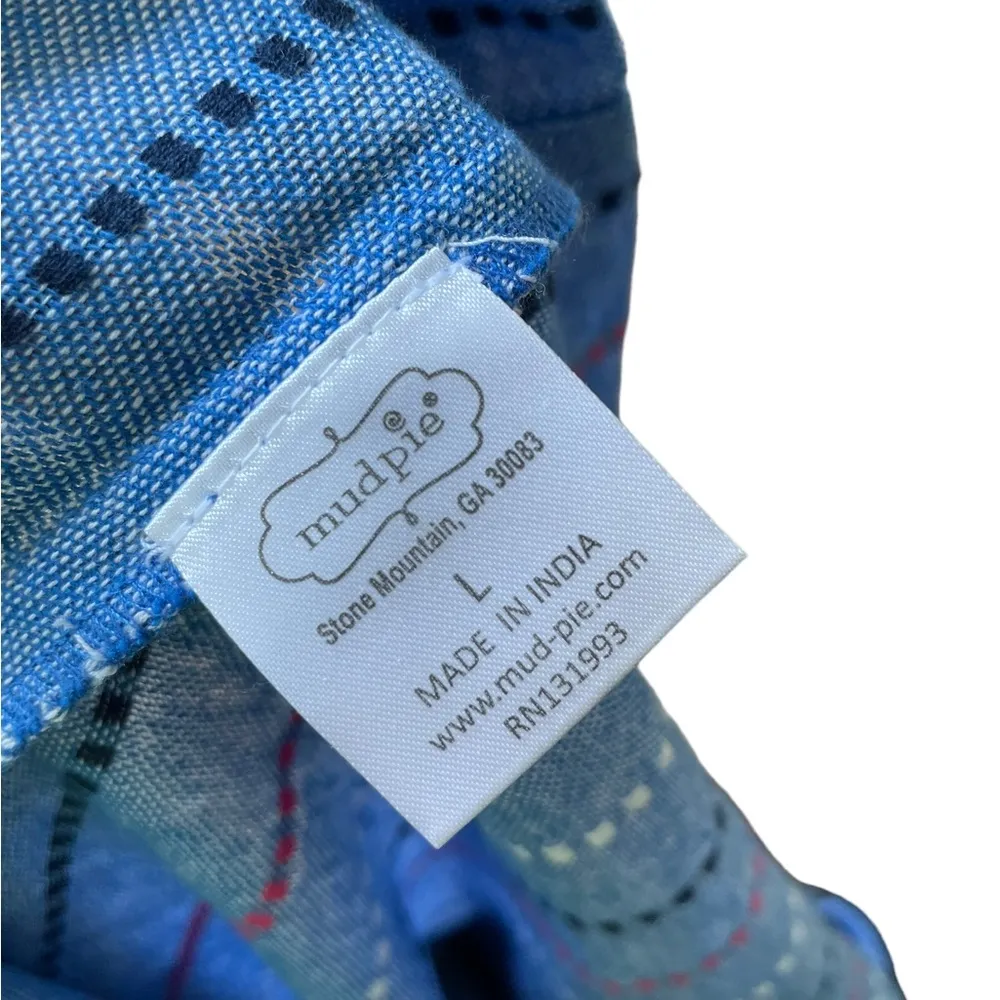 mudpie®
Stone Mountain, GA 30083
L
MADE IN INDIA
www.mud-pie.com
RN131993